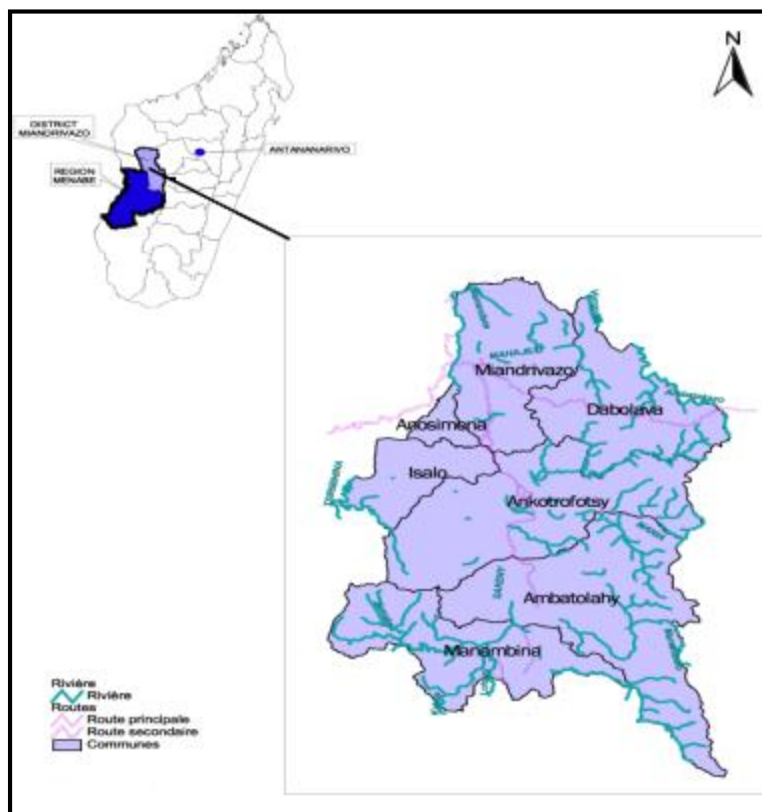 N
DISTRICT
MIANDRIVAZO
ANTANANARIVO
REGION
MENABE
MAHAJILO
Miandrivazo
Dabolava
Anosimena
Isalo
Ankotrofotsy
Ambatolahy
Manambina
Rivière
Rivière
Routes
Route principale
Route secondaire
Communes